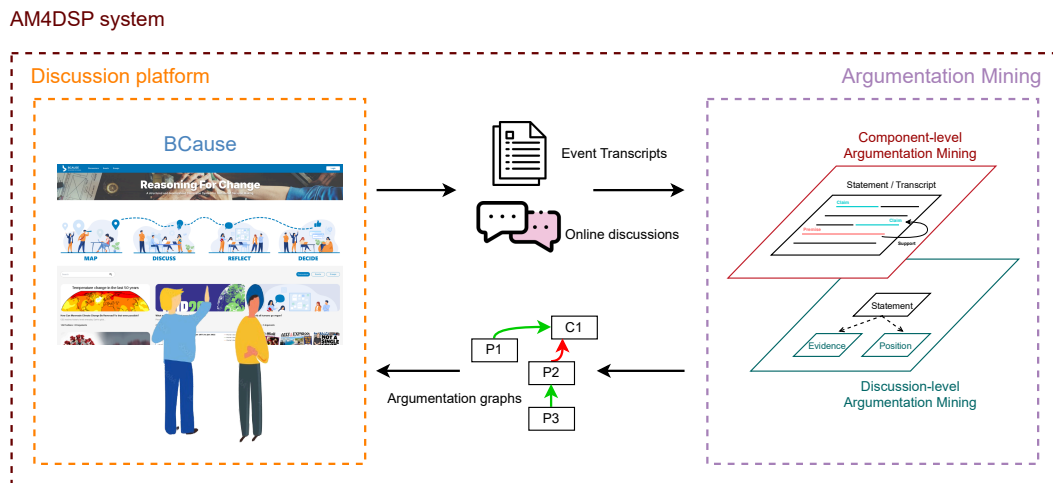 AM4DSP system
Discussion platform
Argumentation Mining
BCause
Reasoning For Change
MAP
DISCUSS
REFLECT
DECIDE
Temperature change in the last 50 years
Event Transcripts
Online discussions
C1
P1
P2
P3
Argumentation graphs
Component-level
Argumentation Mining
Statement / Transcript
Claim
Claim
Premise
Support
Statement
Evidence
Position
Discussion-level
Argumentation Mining